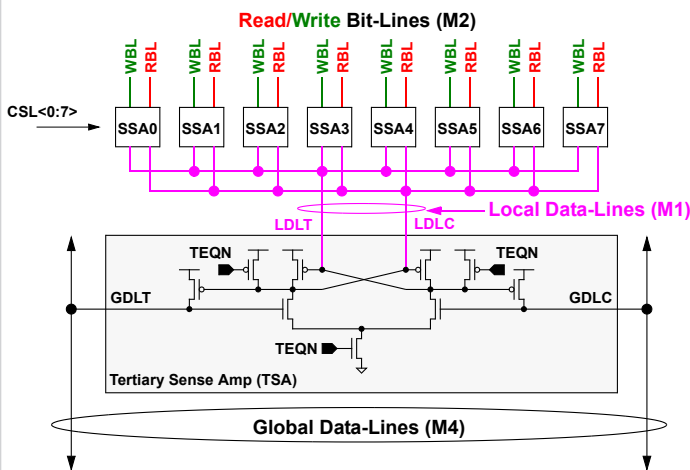 Read/Write Bit-Lines (M2)
WBL RBL WBL RBL WBL RBL WBL RBL WBL RBL WBL RBL WBL RBL WBL RBL
CSL<0:7>
SSA0 SSA1 SSA2 SSA3 SSA4 SSA5 SSA6 SSA7
Local Data-Lines (M1)
LDLT LDLC
TEQN TEQN
GDLT GDLC
TEQN
Tertiary Sense Amp (TSA)
Global Data-Lines (M4)